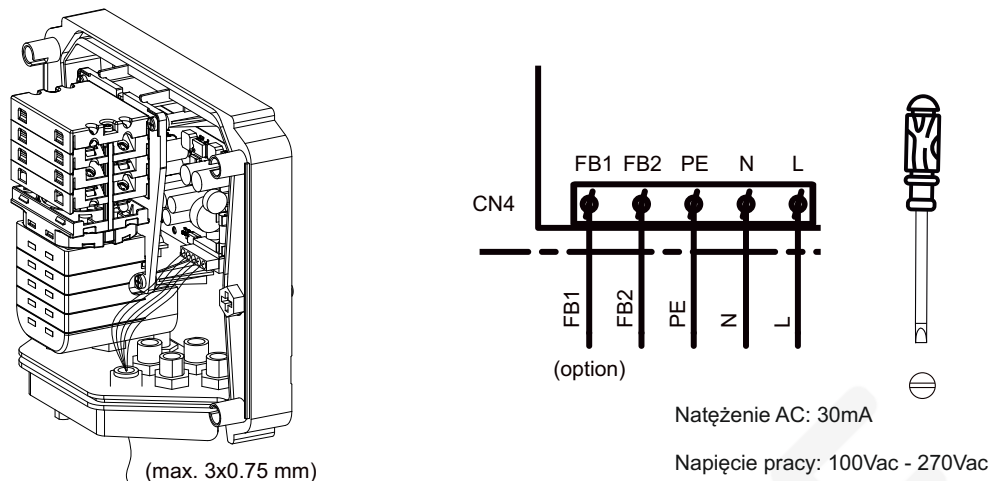 FB1 FB2 PE N L
CN4
FB1 FB2 PE N L
(option)
Natężenie AC: 30mA
(max. 3x0.75 mm)
Napięcie pracy: 100Vac - 270Vac